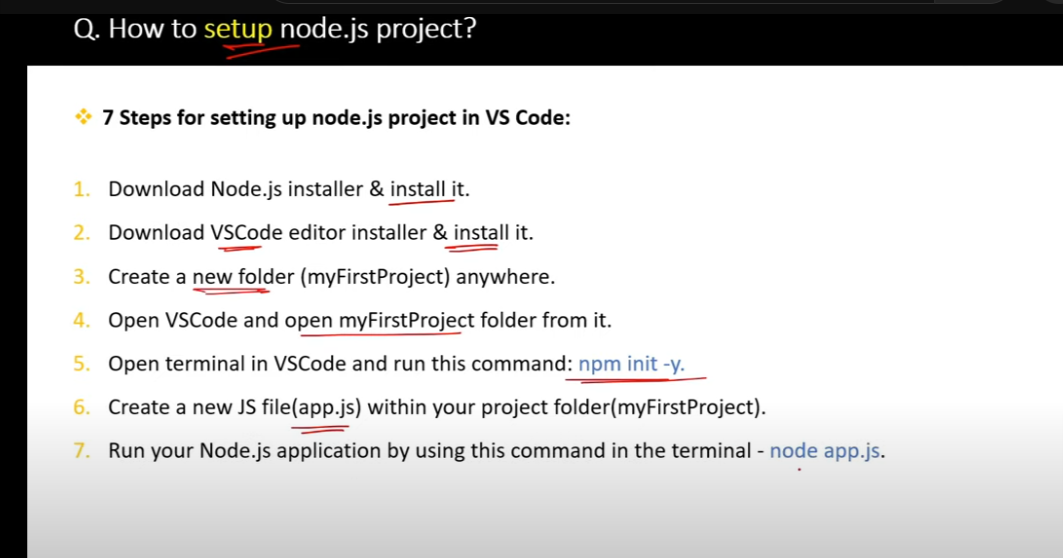 Q. How to setup node.js project?
7 Steps for setting up node.js project in VS Code:
1. Download Node.js installer & install it.
2. Download VSCode editor installer & install it.
3. Create a new folder (myFirstProject) anywhere.
4. Open VSCode and open myFirstProject folder from it.
5. Open terminal in VSCode and run this command: npm init -y.
6. Create a new JS file(app.js) within your project folder(myFirstProject).
7. Run your Node.js application by using this command in the terminal - node app.js.